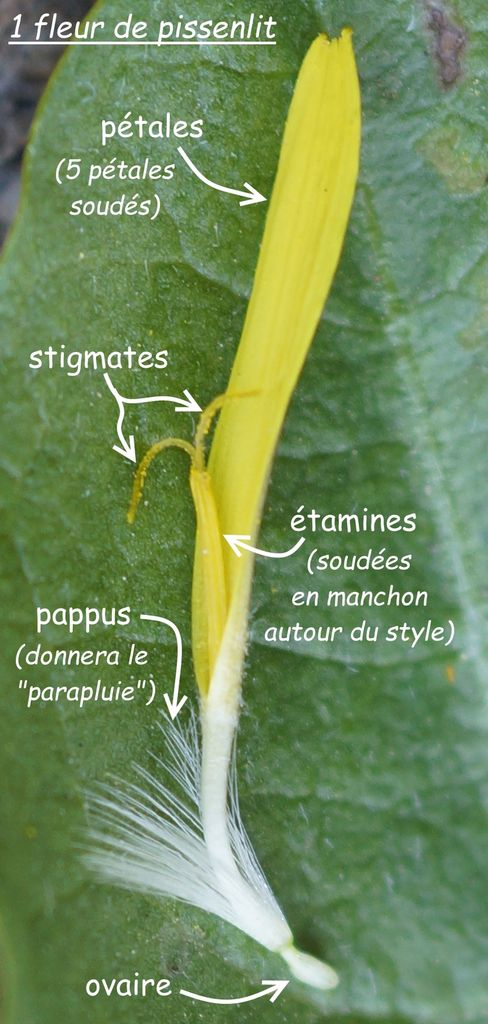 1 fleur de pissenlit
pétales
(5 pétales
soudés)
stigmates
étamines
(soudées
en manchon
autour du style)
pappus
(donnera le
"parapluie")
ovaire